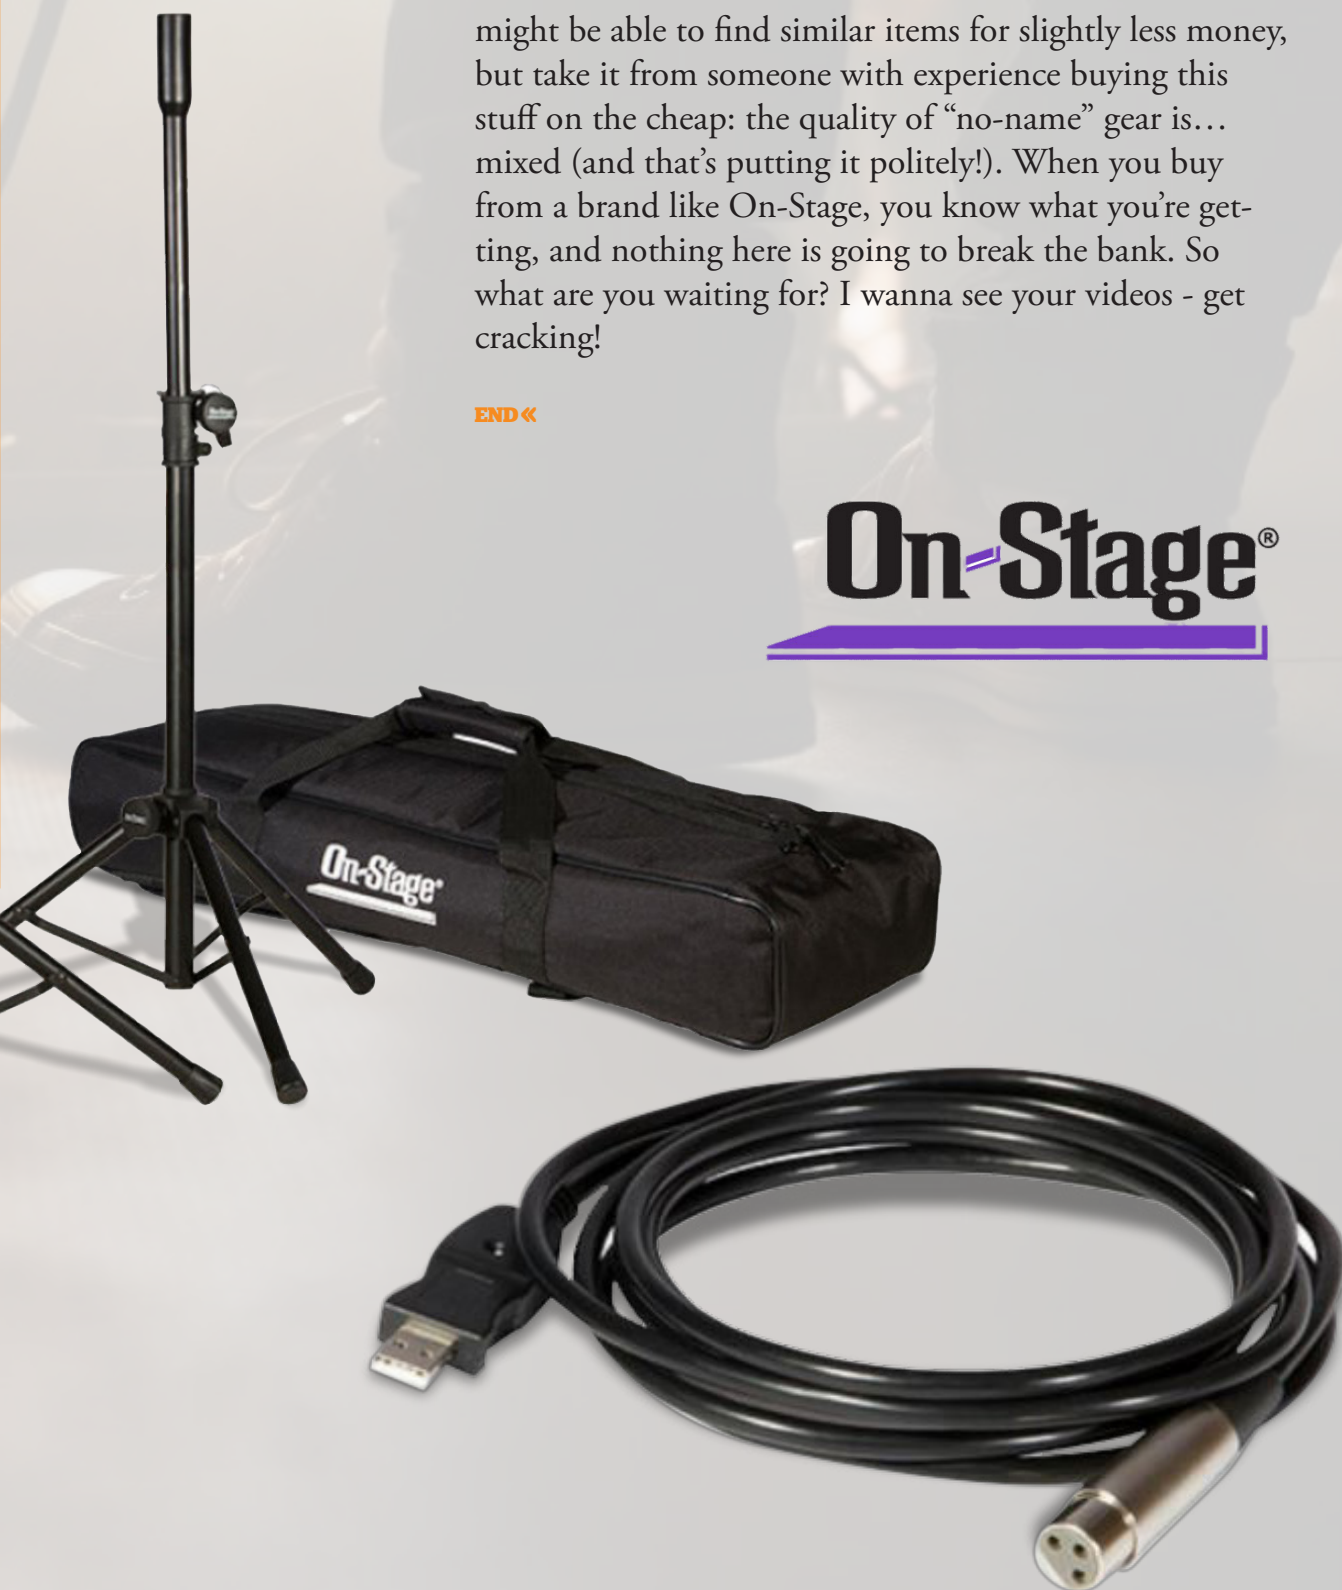 might be able to find similar items for slightly less money,
but take it from someone with experience buying this
stuff on the cheap: the quality of “no-name” gear is…
mixed (and that’s putting it politely!). When you buy
from a brand like On-Stage, you know what you’re get-
ting, and nothing here is going to break the bank. So
what are you waiting for? I wanna see your videos - get
cracking!
END «
On-Stage®
On-Stage®